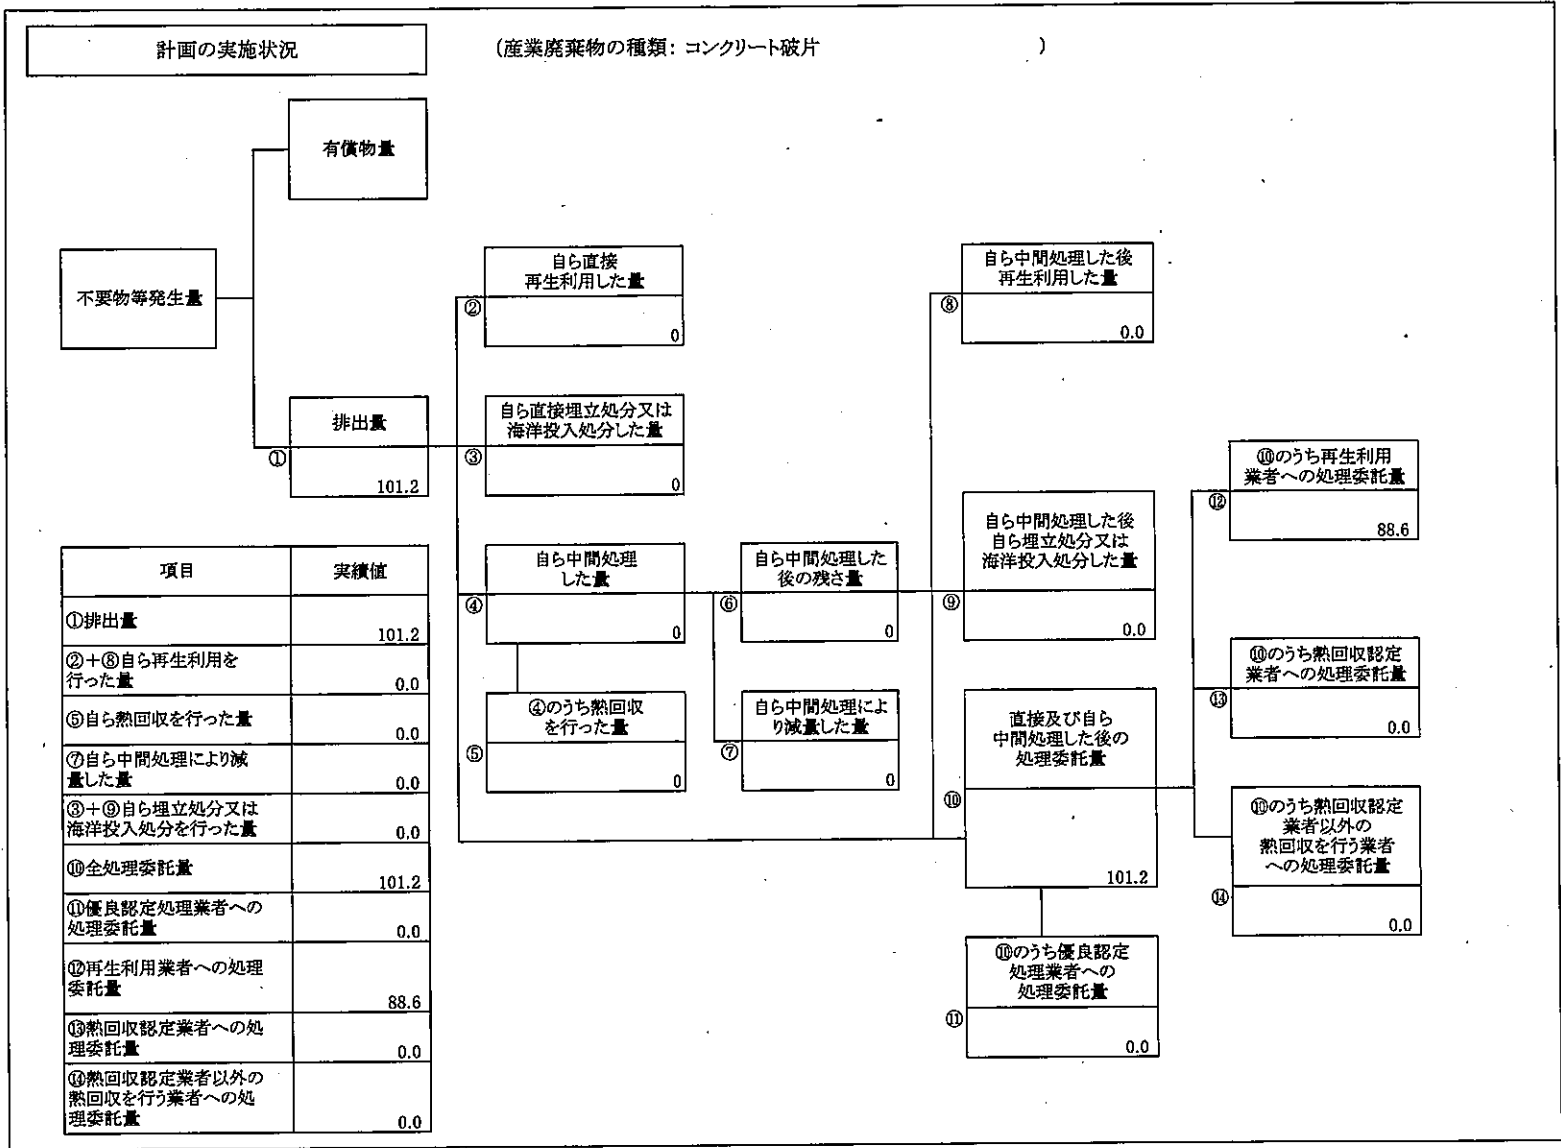 計画の実施状況
(産業廃棄物の種類: コンクリート破片 )
有償物量
不要物等発生量
排出量
①
101.2
自ら直接
再生利用した量
②
0
自ら直接埋立処分又は
海洋投入処分した量
③
0
自ら中間処理
した量
④
0
④のうち熱回収
を行った量
⑤
0
自ら中間処理した
後の残さ量
⑥
0
自ら中間処理によ
り減量した量
⑦
0
自ら中間処理した後
再生利用した量
⑧
0.0
自ら中間処理した後
自ら埋立処分又は
海洋投入処分した量
⑨
0.0
直接及び自ら
中間処理した後の
処理委託量
⑩
101.2
⑩のうち優良認定
処理業者への
処理委託量
⑪
0.0
⑩のうち再生利用
業者への処理委託量
⑫
88.6
⑩のうち熱回収認定
業者への処理委託量
⑬
0.0
⑩のうち熱回収認定
業者以外の
熱回収を行う業者
への処理委託量
⑭
0.0
項目 実績値
①排出量
101.2
②+⑧自ら再生利用を
行った量
0.0
⑤自ら熱回収を行った量
0.0
⑦自ら中間処理により減
量した量
0.0
③+⑨自ら埋立処分又は
海洋投入処分を行った量
0.0
⑩全処理委託量
101.2
⑪優良認定処理業者への
処理委託量
0.0
⑫再生利用業者への処理
委託量
88.6
⑬熱回収認定業者への処
理委託量
0.0
⑭熱回収認定業者以外の
熱回収を行う業者への処
理委託量
0.0